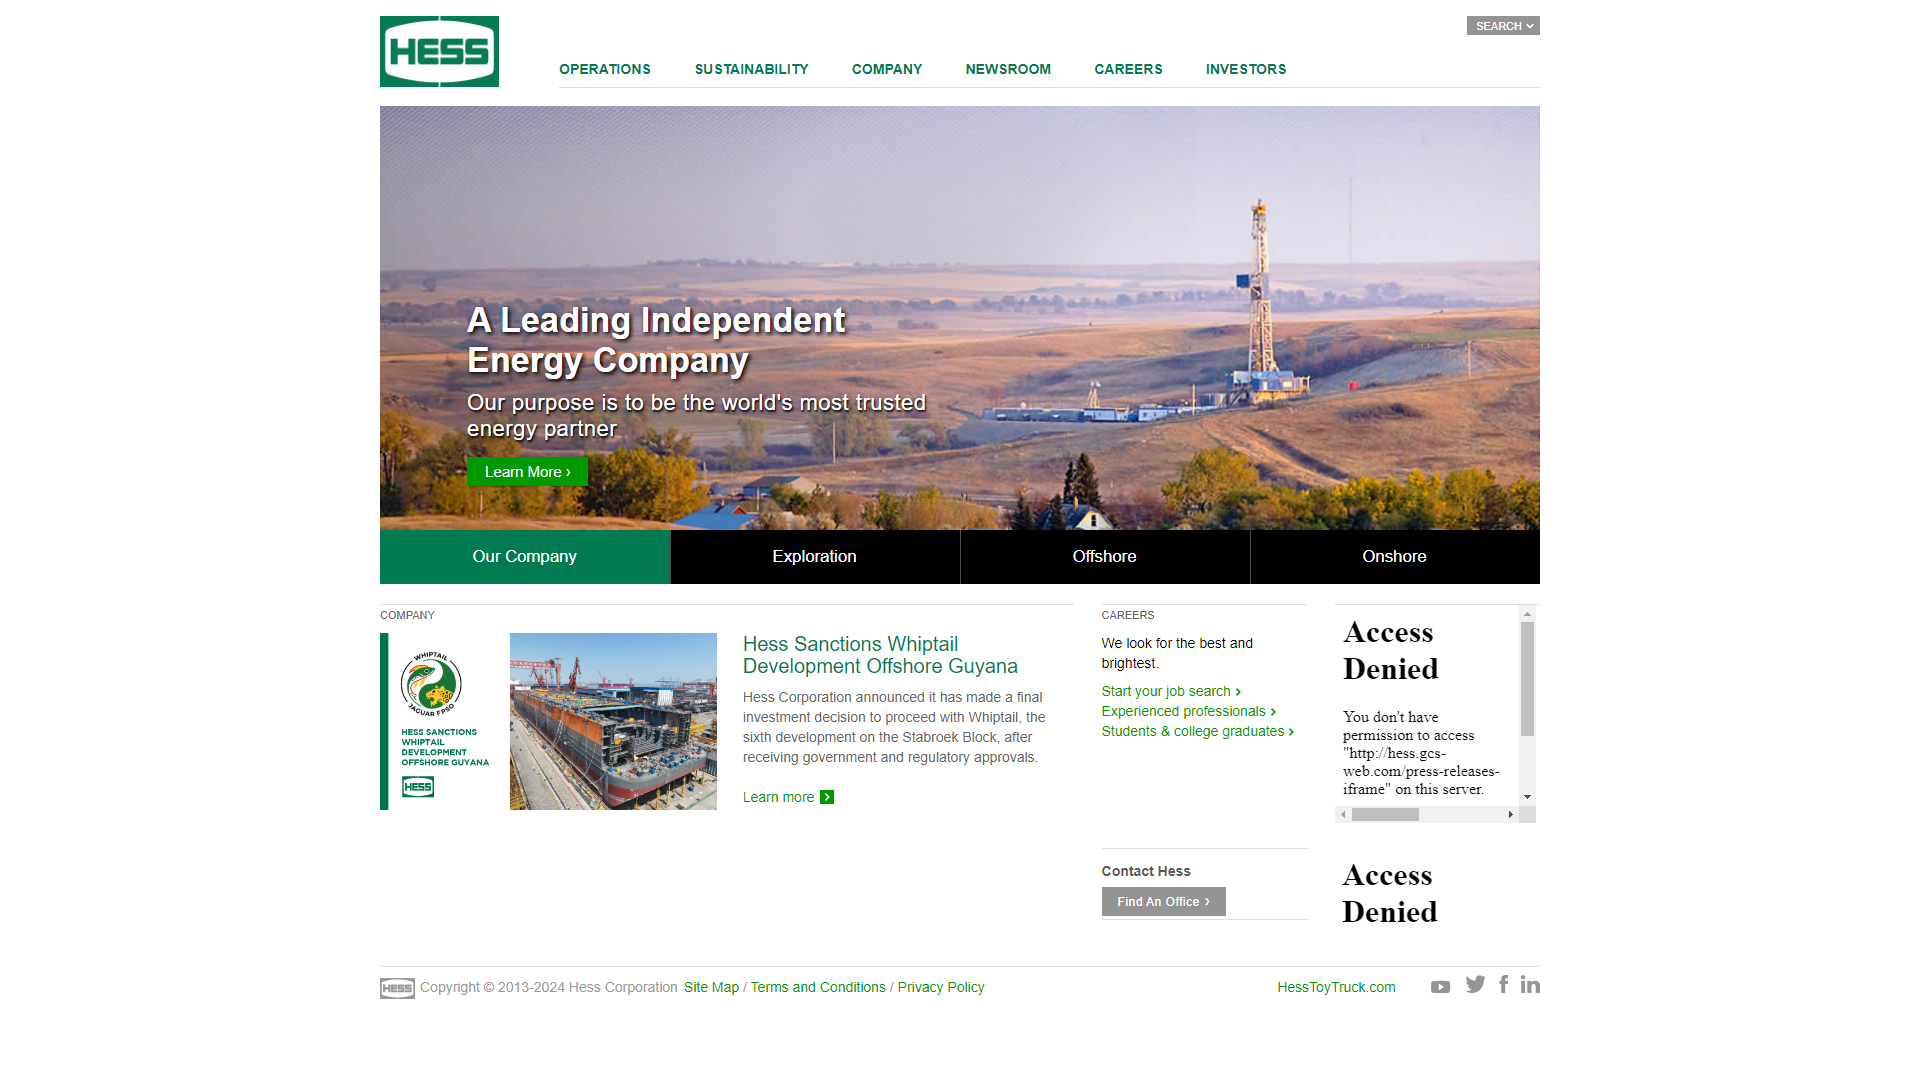 HESS
SEARCH
OPERATIONS
SUSTAINABILITY
COMPANY
NEWSROOM
CAREERS
INVESTORS
A Leading Independent
Energy Company
Our purpose is to be the world's most trusted
energy partner
Learn More ›
Our Company
Exploration
Offshore
Onshore
COMPANY
WHIPTAIL
JAGUAR FPSO
HESS SANCTIONS
WHIPTAIL
DEVELOPMENT
OFFSHORE GUYANA
HESS
Hess Sanctions Whiptail
Development Offshore Guyana
Hess Corporation announced it has made a final
investment decision to proceed with Whiptail, the
sixth development on the Stabroek Block, after
receiving government and regulatory approvals.
Learn more
CAREERS
We look for the best and
brightest.
Start your job search ›
Experienced professionals ›
Students & college graduates ›
Access
Denied
You don't have
permission to access
"http://hess.gcs-
web.com/press-releases-
iframe" on this server.
Contact Hess
Find An Office ›
Access
Denied
HESS Copyright © 2013-2024 Hess Corporation Site Map / Terms and Conditions / Privacy Policy
HessToyTruck.com